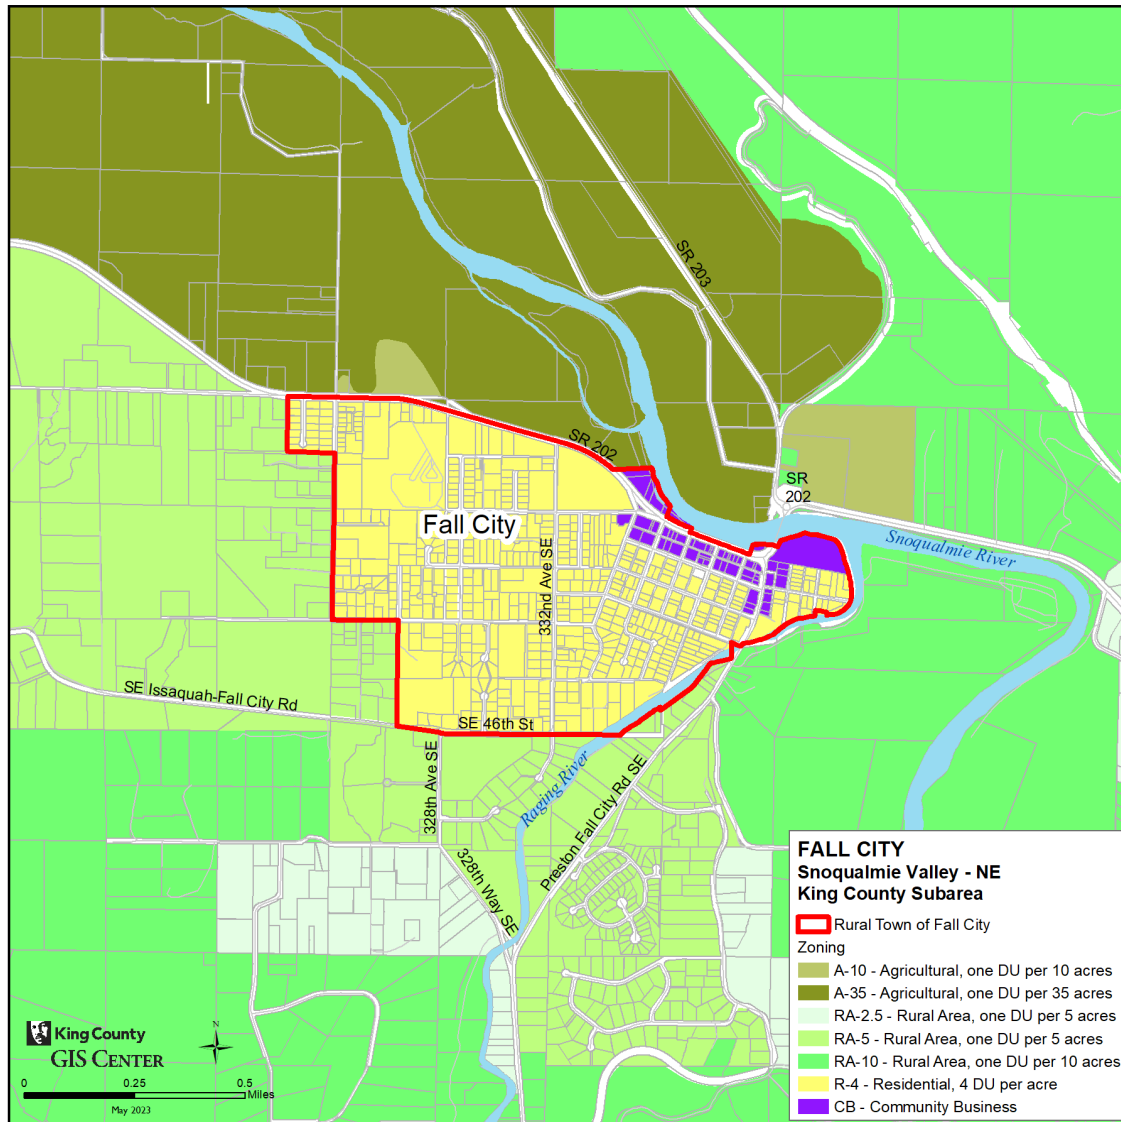 SR 203
SR 202
SR
202
Fall City
Snoqualmie River
332nd Ave SE
SE Issaquah-Fall City Rd
SE 46th St
328th Ave SE
Raging River
Preston Fall City Rd SE
328th Way SE
FALL CITY
Snoqualmie Valley - NE
King County Subarea
Rural Town of Fall City
Zoning
A-10 - Agricultural, one DU per 10 acres
A-35 - Agricultural, one DU per 35 acres
RA-2.5 - Rural Area, one DU per 5 acres
RA-5 - Rural Area, one DU per 5 acres
RA-10 - Rural Area, one DU per 10 acres
R-4 - Residential, 4 DU per acre
CB - Community Business
King County
GIS CENTER
N
0 0.25 0.5
Miles
May 2023